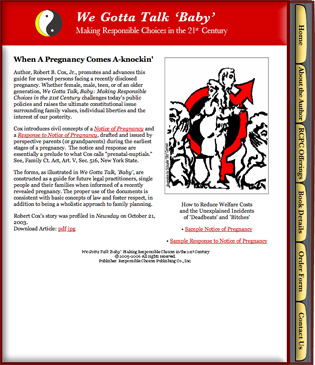 We Gotta Talk 'Baby'
Making Responsible Choices in the 21st Century
When A Pregnancy Comes A-knockin'
Author, Robert B. Cox, Jr., promotes and advances this
guide for unwed persons facing a recently disclosed
pregnancy. Whether female, male, teen, or of an older
generation, We Gotta Talk, 'Baby: Making Responsible
Choices in the 21st Century challenges today's public
policies and raises the ultimate constitutional issue
surrounding family values, individual liberties and the
interest of our posterity.
Cox introduces civil concepts of a Notice of Pregnancy and
a Response to Notice of Pregnancy, drafted and issued by
perspective parents (or grandparents) during the earliest
stages of a pregnancy. The notice and response are
essentially a prelude to what Cox calls "prenatal-nuptials."
See, Family Ct. Act, Art. V, Sec. 516, New York State.
The forms, as illustrated in We Gotta Talk, 'Baby', are
constructed as a guide for future legal practitioners, single
people and their families when informed of a recently
revealed pregnancy. The proper use of the documents is
consistent with basic concepts of law and foster respect, in
addition to being a wholistic approach to family planning.
Robert Cox's story was profiled in Newsday on October 21,
2003.
Download Article: pdf jpg
How to Reduce Welfare Costs
and the Unexplained Incidents
of 'Deadbeats' and 'Bitches'
• Sample Notice of Pregnancy
• Sample Response to Notice of Pregnancy
We Gotta Talk 'Baby' Making Responsible Choices in the 21st Century
© 2005-2006 All rights reserved.
Publisher: Responsible Choices Publishing Co., Inc.
Home
About the Author
RCPC Offerings
Book Details
Order Form
Contact Us